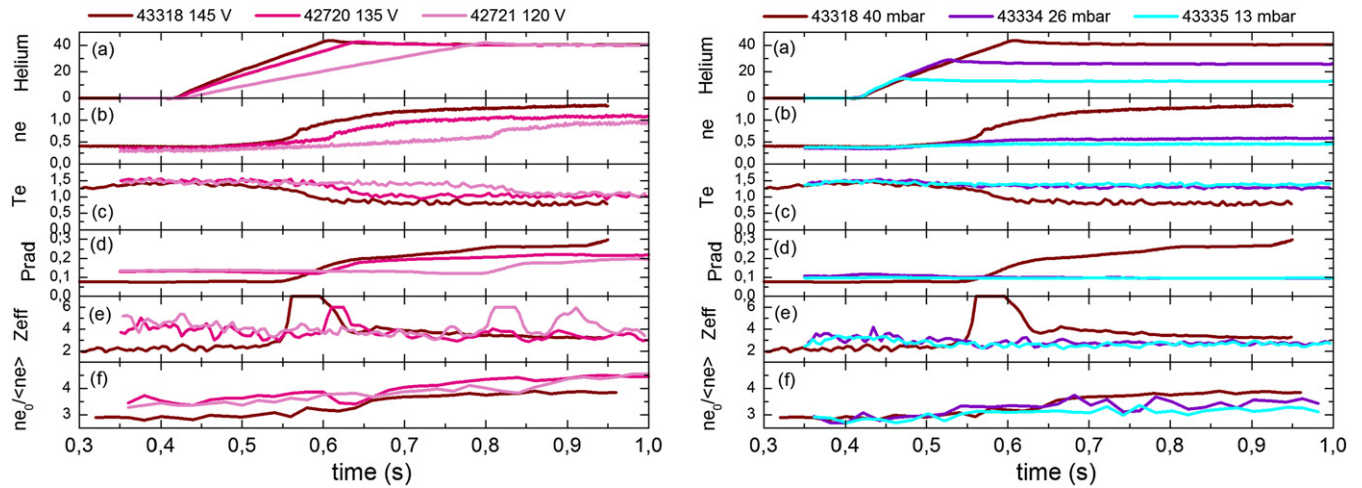 43318 145 V 42720 135 V 42721 120 V
(a)
Helium
40
20
0
(b)
ne
1,0
0,5
0,0
(c)
Te
1,5
1,0
0,5
0,0
(d)
Prad
0,3
0,2
0,1
0,0
(e)
Zeff
6
4
2
(f)
ne0/<ne>
4
3
0,3 0,4 0,5 0,6 0,7 0,8 0,9 1,0
time (s)
43318 40 mbar 43334 26 mbar 43335 13 mbar
(a)
Helium
40
20
0
(b)
ne
1,0
0,5
0,0
(c)
Te
1,5
1,0
0,5
0,0
(d)
Prad
0,3
0,2
0,1
0,0
(e)
Zeff
6
4
2
(f)
ne0/<ne>
4
3
0,3 0,4 0,5 0,6 0,7 0,8 0,9 1,0
time (s)